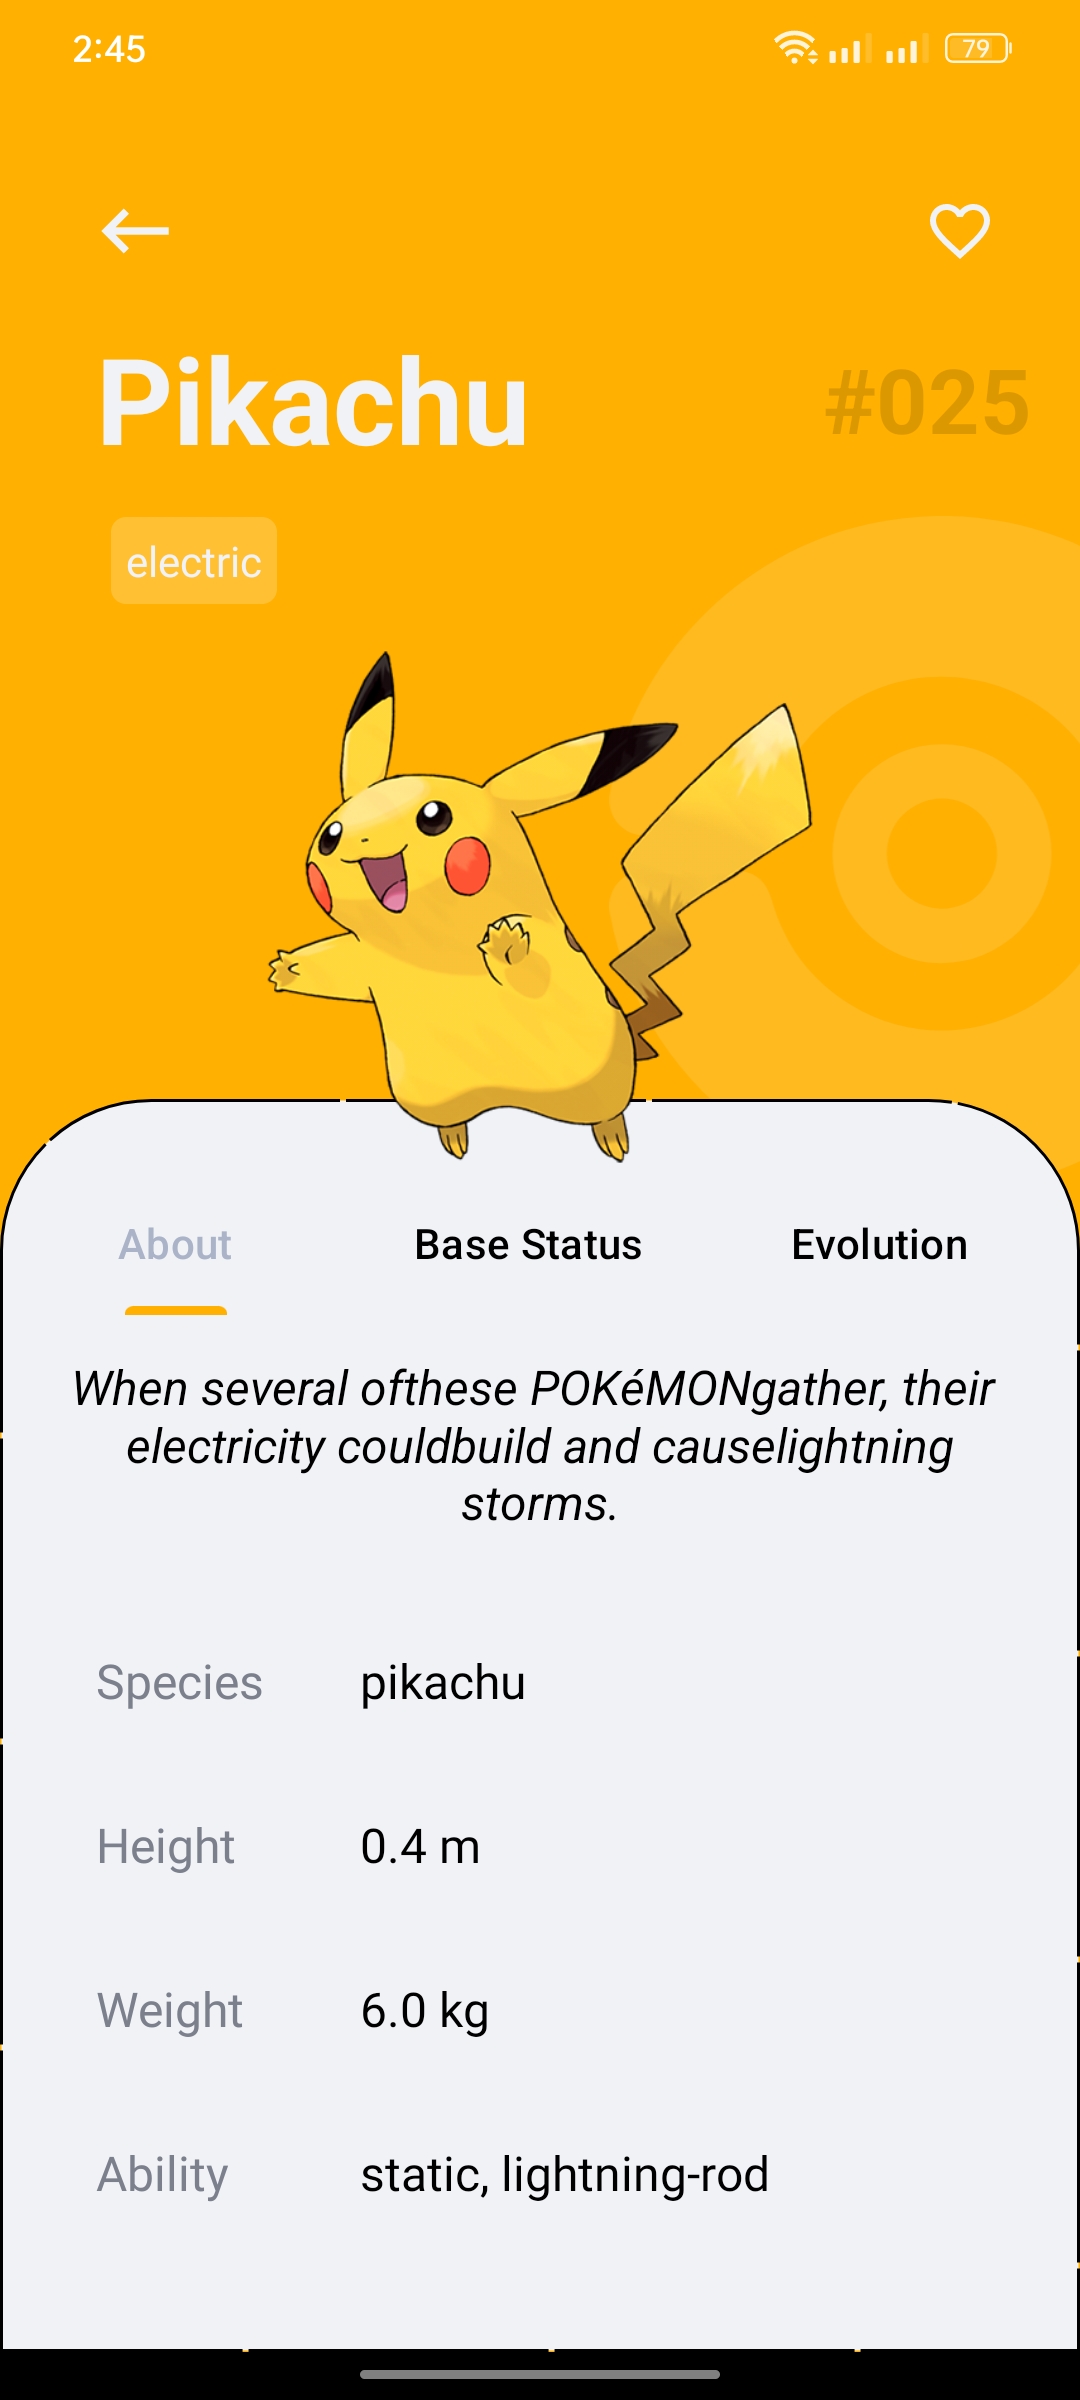 2:45
79
Pikachu
#025
electric
About
Base Status
Evolution
When several ofthese POKéMONgather, their
electricity couldbuild and causelightning
storms.
Species
pikachu
Height
0.4 m
Weight
6.0 kg
Ability
static, lightning-rod